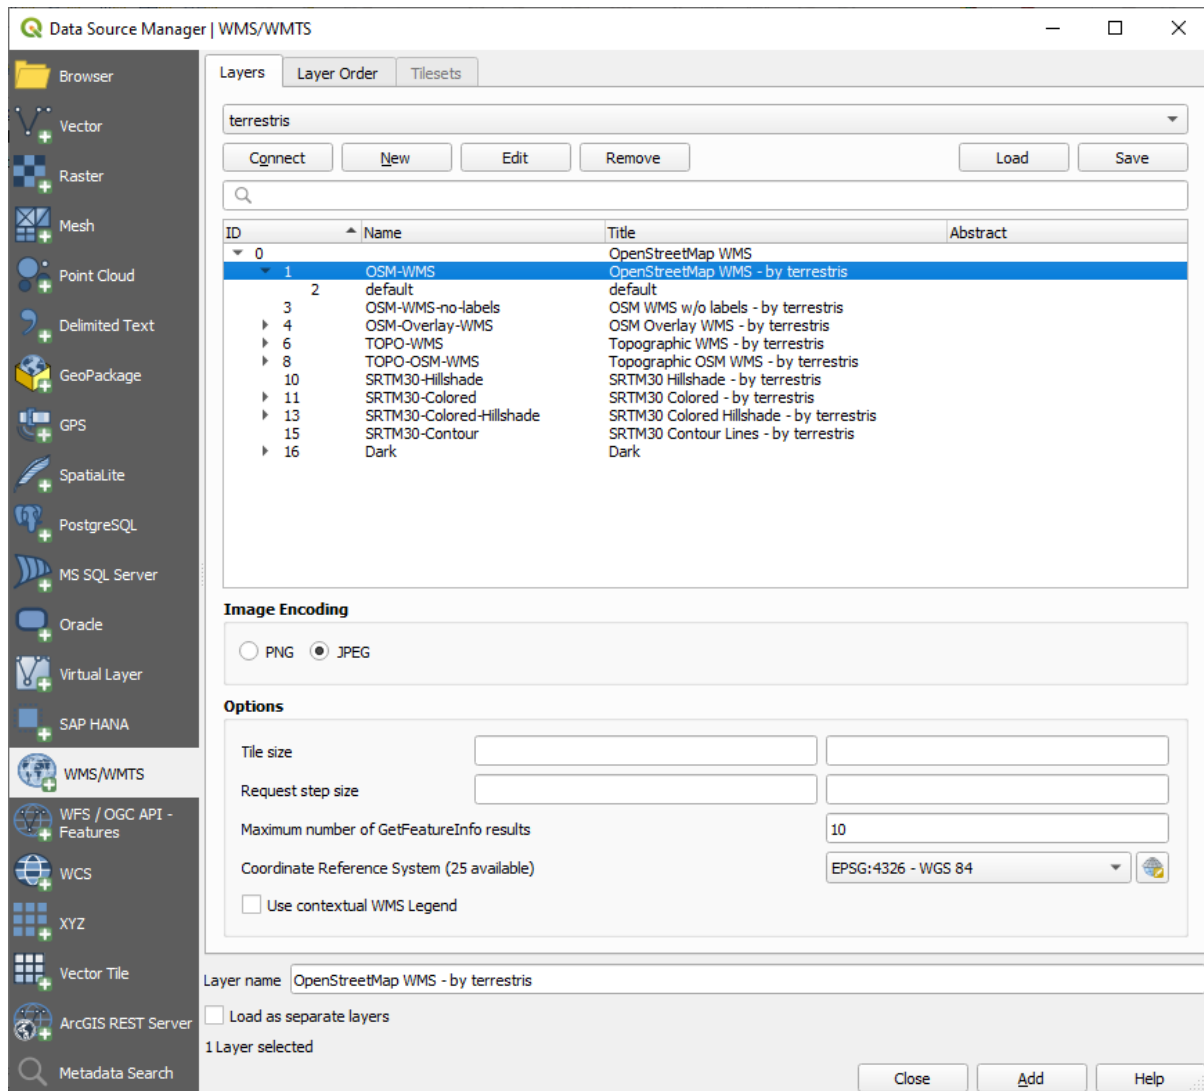 Data Source Manager | WMS/WMTS
Browser
Vector
Raster
Mesh
Point Cloud
Delimited Text
GeoPackage
GPS
SpatiaLite
PostgreSQL
MS SQL Server
Oracle
Virtual Layer
SAP HANA
WMS/WMTS
WFS / OGC API -
Features
WCS
XYZ
Vector Tile
ArcGIS REST Server
Metadata Search
Layers Layer Order Tilesets
terrestris
Connect New Edit Remove Load Save
ID Name Title Abstract
0 OpenStreetMap WMS
1 OSM-WMS OpenStreetMap WMS - by terrestris
2 default default
3 OSM-WMS-no-labels OSM WMS w/o labels - by terrestris
4 OSM-Overlay-WMS OSM Overlay WMS - by terrestris
6 TOPO-WMS Topographic WMS - by terrestris
8 TOPO-OSM-WMS Topographic OSM WMS - by terrestris
10 SRTM30-Hillshade SRTM30 Hillshade - by terrestris
11 SRTM30-Colored SRTM30 Colored - by terrestris
13 SRTM30-Colored-Hillshade SRTM30 Colored Hillshade - by terrestris
15 SRTM30-Contour SRTM30 Contour Lines - by terrestris
16 Dark Dark
Image Encoding
PNG JPEG
Options
Tile size
Request step size
Maximum number of GetFeatureInfo results 10
Coordinate Reference System (25 available) EPSG:4326 - WGS 84
Use contextual WMS Legend
Layer name OpenStreetMap WMS - by terrestris
Load as separate layers
1 Layer selected
Close Add Help